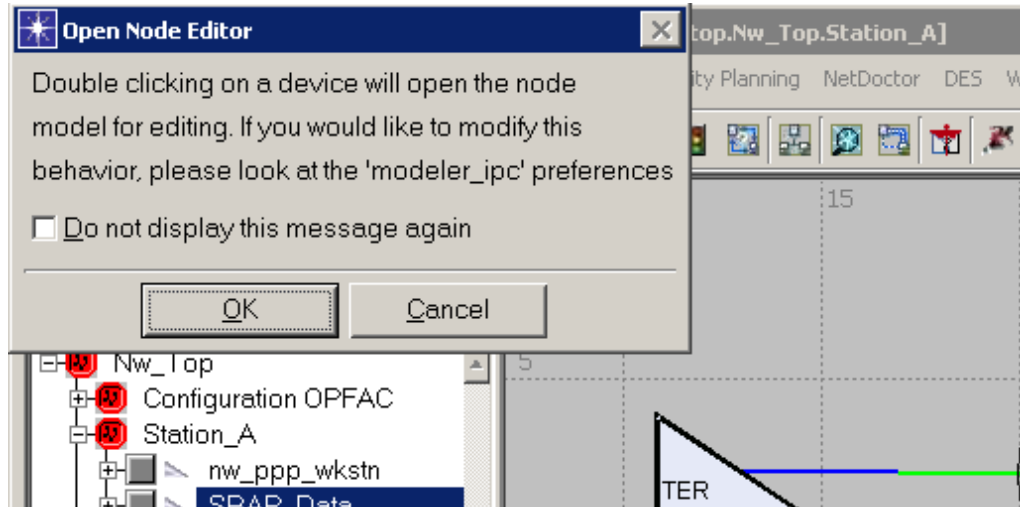 Open Node Editor
top.Nw_Top.Station_A]
Double clicking on a device will open the node
model for editing. If you would like to modify this
behavior, please look at the 'modeler_ipc' preferences
Do not display this message again
OK
Cancel
ity Planning NetDoctor DES W
15
5
Nw_Top
Configuration OPFAC
Station_A
nw_ppp_wkstn
TER